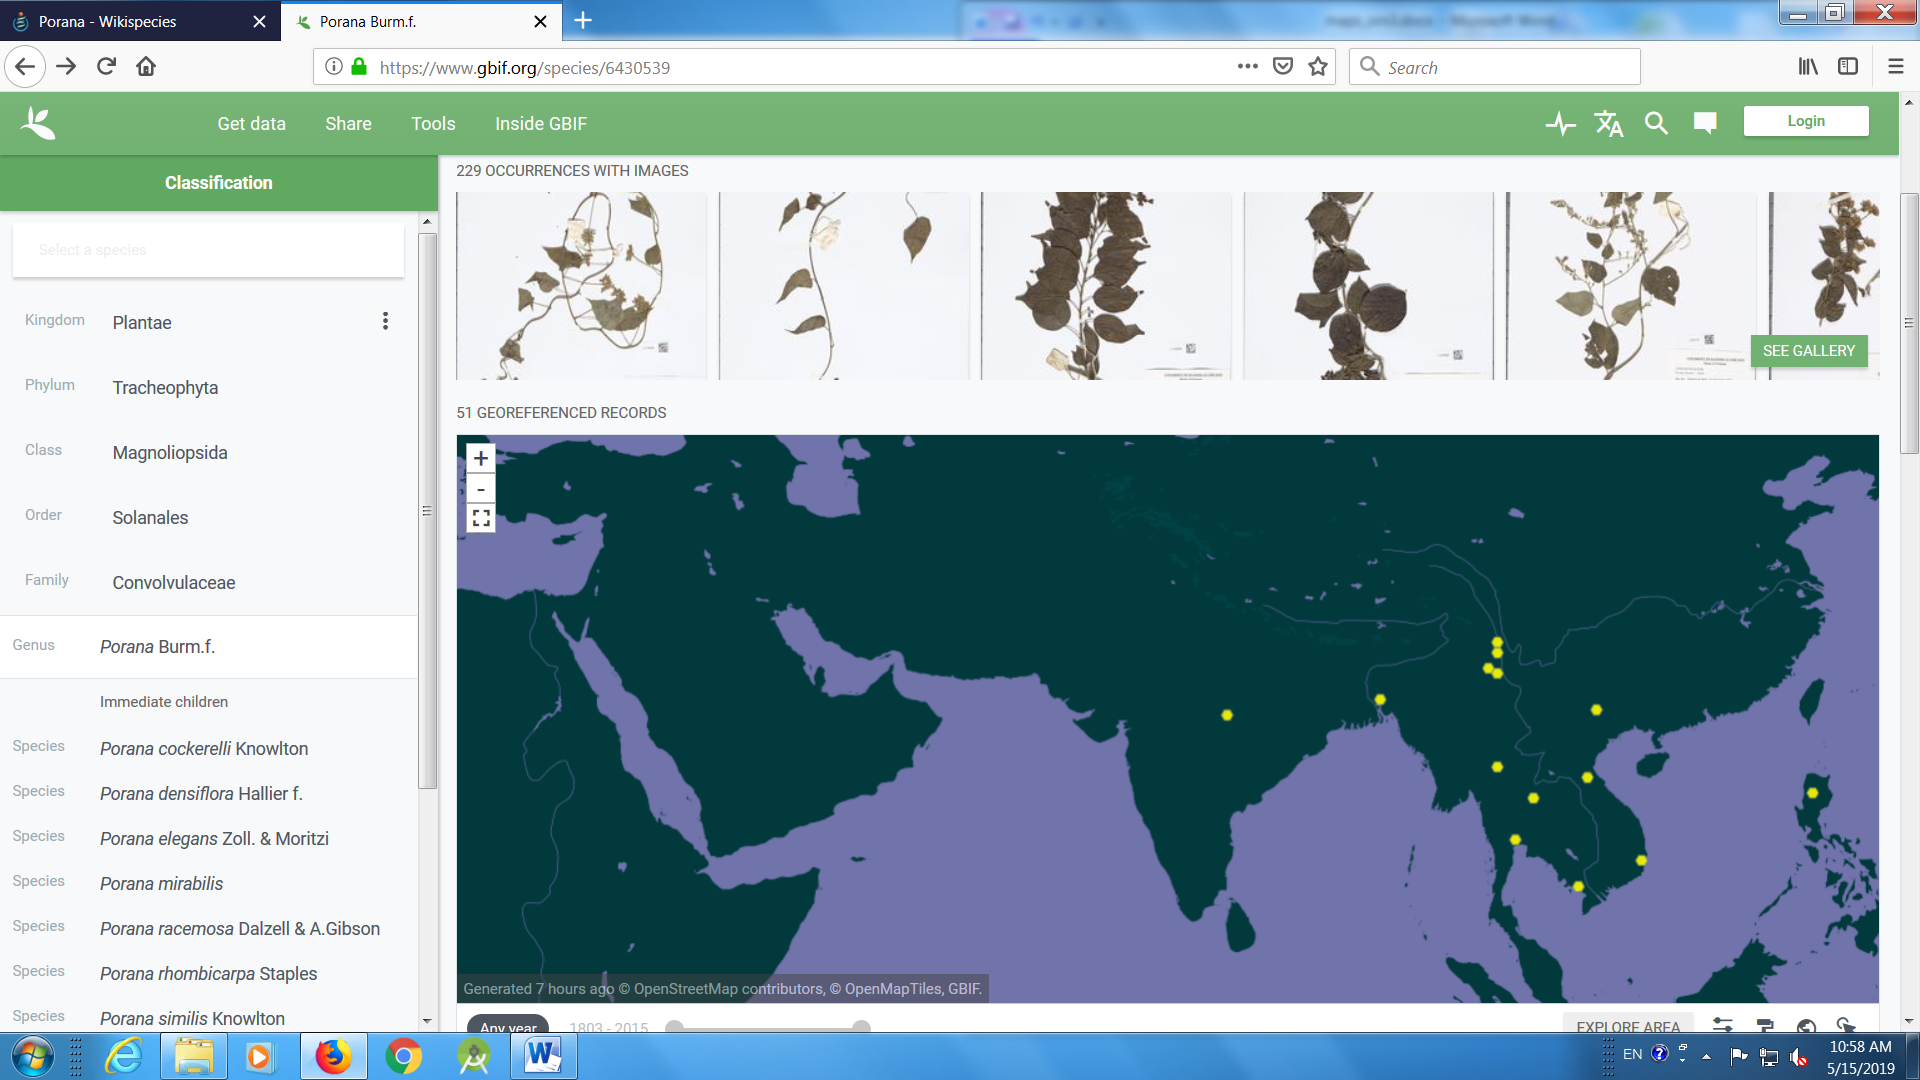 Porana - Wikispecies
Porana Burm.f.
https://www.gbif.org/species/6430539
Search
Get data
Share
Tools
Inside GBIF
Login
Classification
Select a species
Kingdom Plantae
Phylum Tracheophyta
Class Magnoliopsida
Order Solanales
Family Convolvulaceae
Genus Porana Burm.f.
Immediate children
Species Porana cockerelli Knowlton
Species Porana densiflora Hallier f.
Species Porana elegans Zoll. & Moritzi
Species Porana mirabilis
Species Porana racemosa Dalzell & A.Gibson
Species Porana rhombicarpa Staples
Species Porana similis Knowlton
229 OCCURRENCES WITH IMAGES
SEE GALLERY
51 GEOREFERENCED RECORDS
+
-
Generated 7 hours ago © OpenStreetMap contributors, © OpenMapTiles, GBIF.
Any year
1803 - 2015
EXPLORE AREA
EN
10:58 AM
5/15/2019